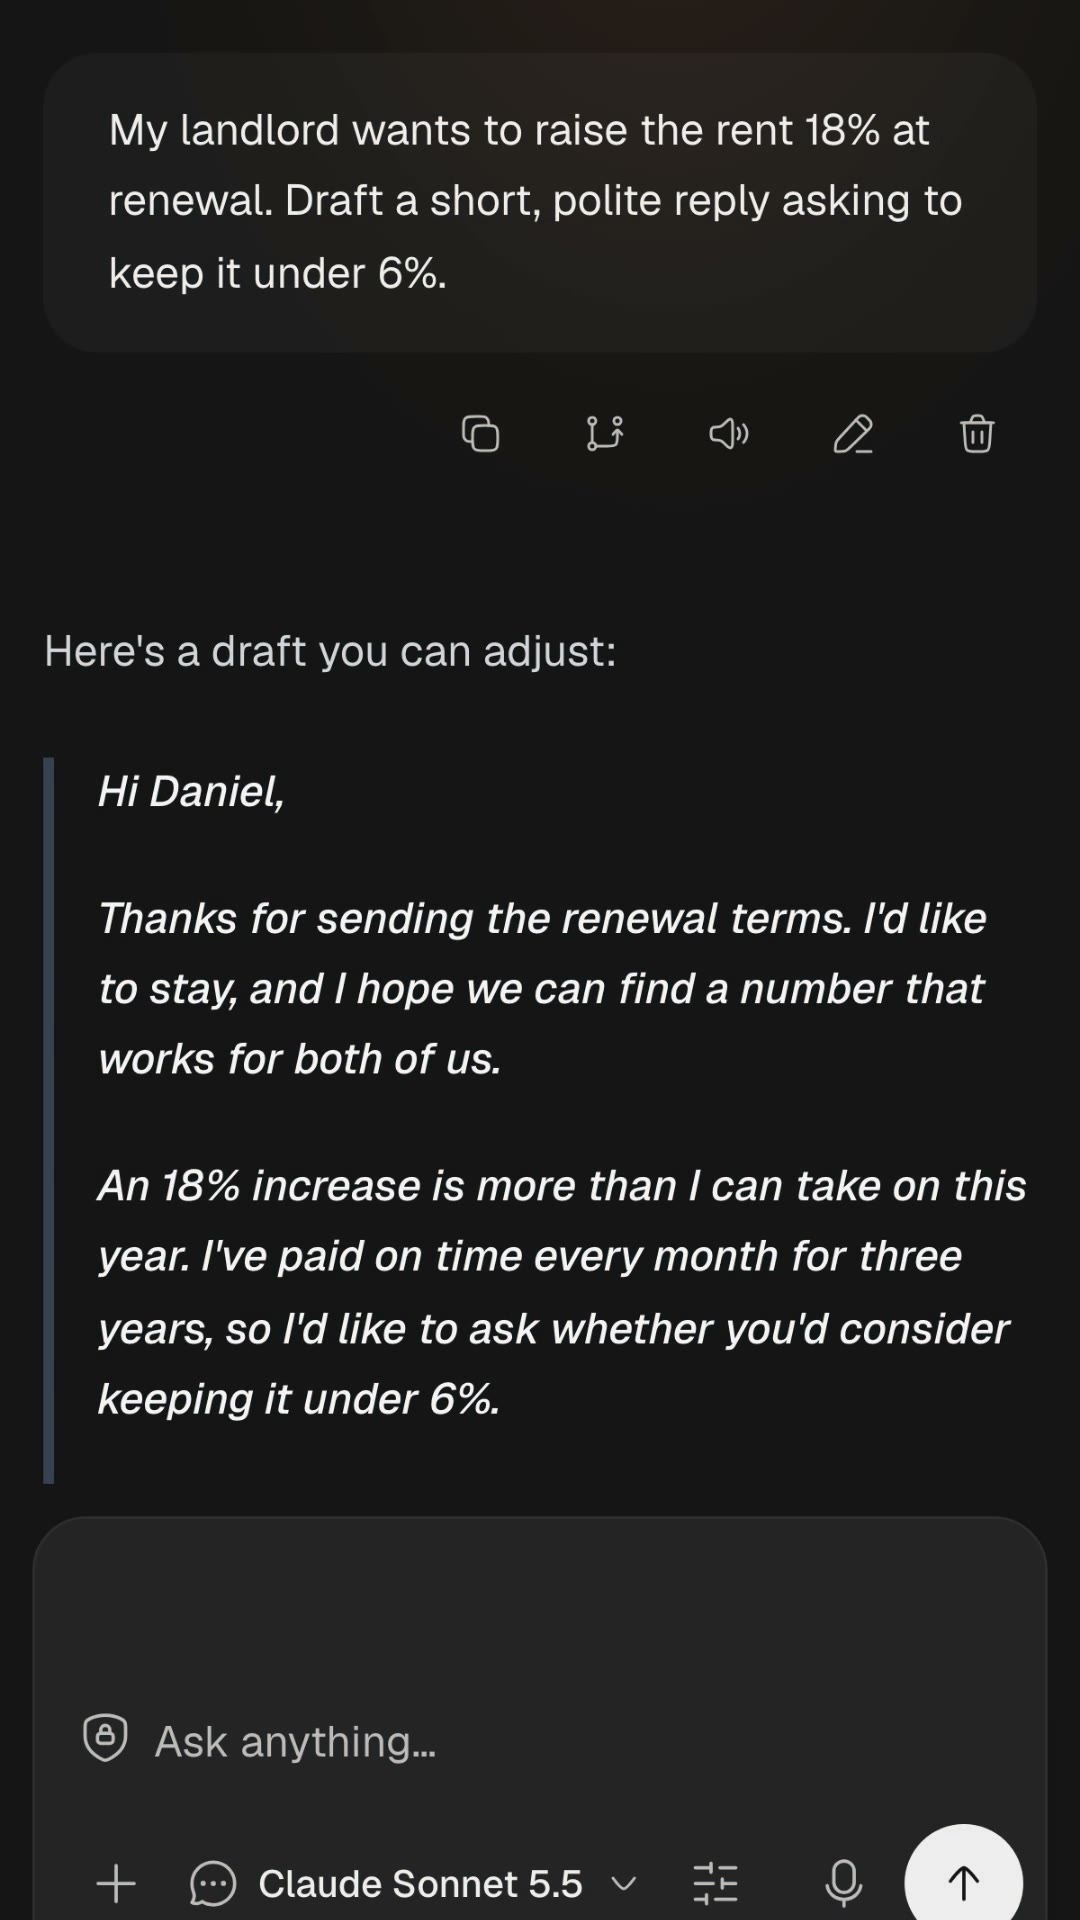 My landlord wants to raise the rent 18% at
renewal. Draft a short, polite reply asking to
keep it under 6%.
Here's a draft you can adjust:
Hi Daniel,
Thanks for sending the renewal terms. I'd like
to stay, and I hope we can find a number that
works for both of us.
An 18% increase is more than I can take on this
year. I've paid on time every month for three
years, so I'd like to ask whether you'd consider
keeping it under 6%.
Ask anything...
Claude Sonnet 5.5